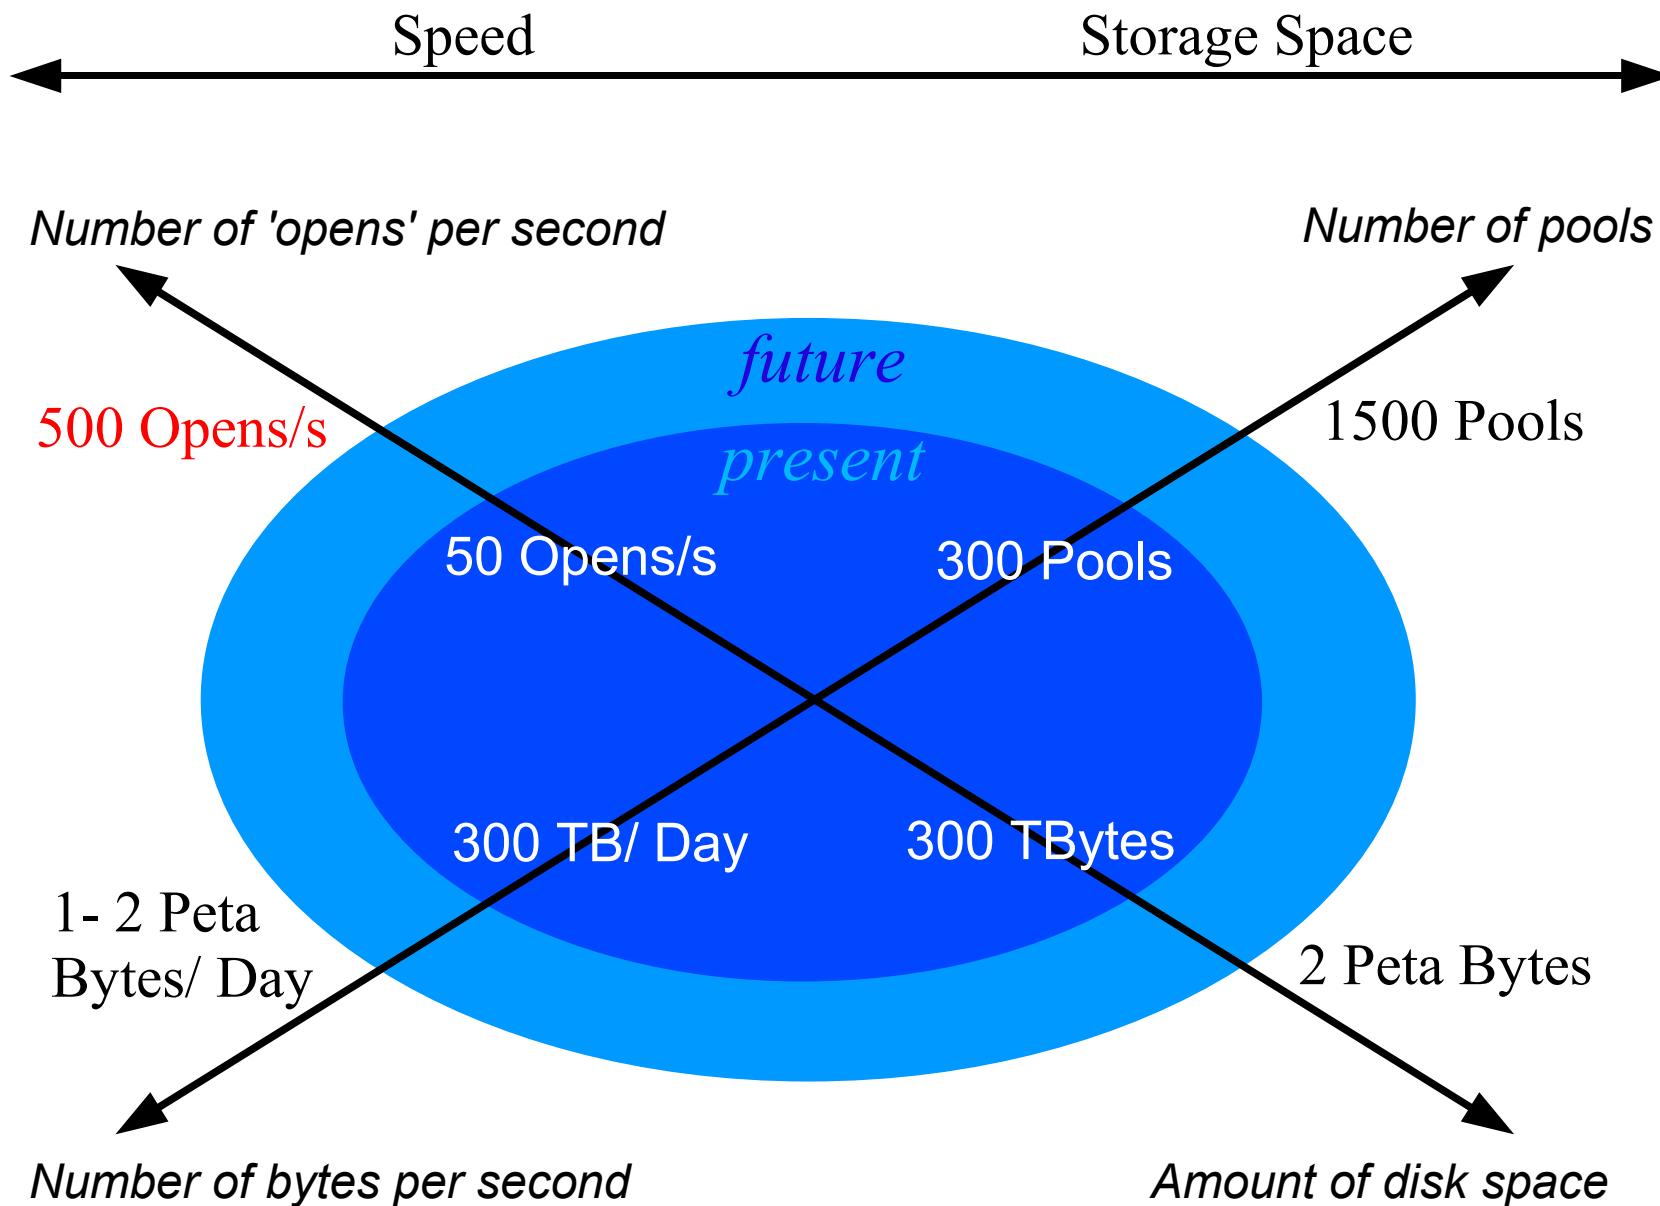 Speed
Storage Space
Number of 'opens' per second
Number of pools
future
500 Opens/s
1500 Pools
present
50 Opens/s
300 Pools
300 TB/ Day
300 TBytes
1- 2 Peta
Bytes/ Day
2 Peta Bytes
Number of bytes per second
Amount of disk space